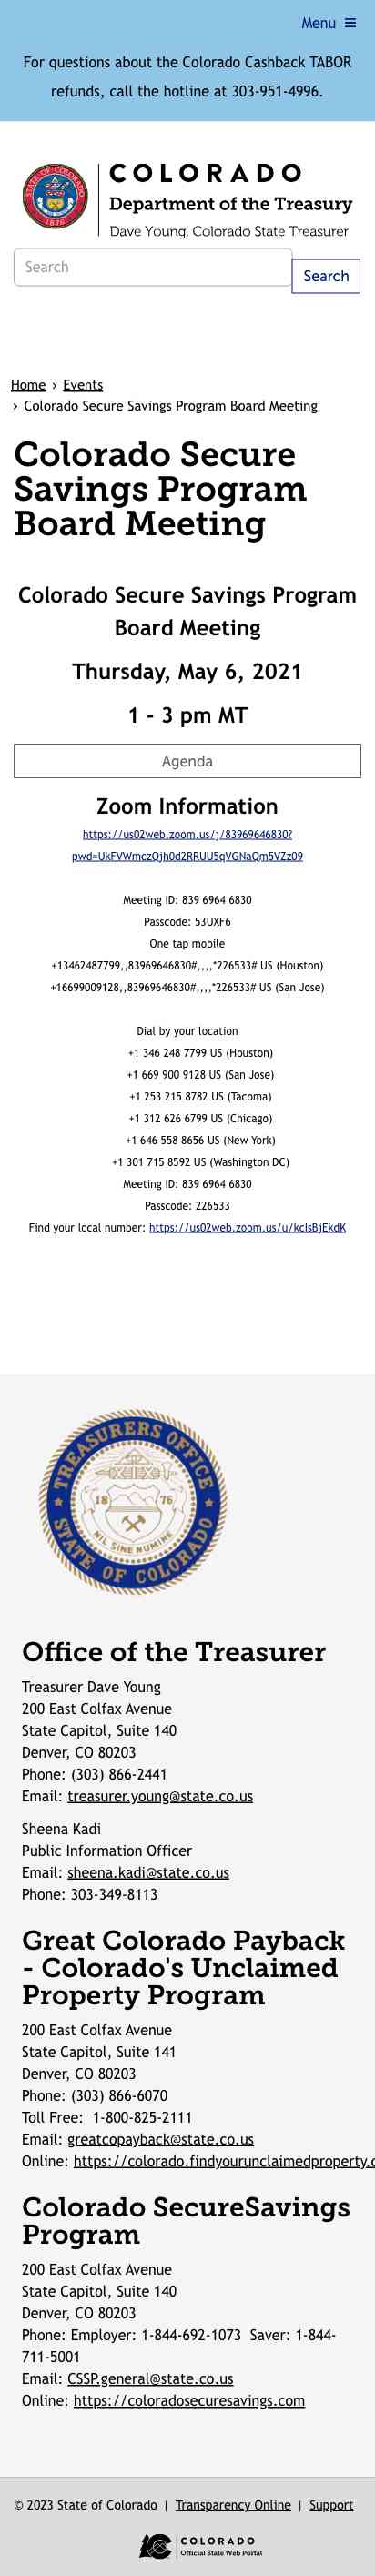 Menu ≡
For questions about the Colorado Cashback TABOR
refunds, call the hotline at 303-951-4996.
COLORADO
Department of the Treasury
Dave Young, Colorado State Treasurer
Search
Search
Home › Events
› Colorado Secure Savings Program Board Meeting
Colorado Secure
Savings Program
Board Meeting
Colorado Secure Savings Program
Board Meeting
Thursday, May 6, 2021
1 - 3 pm MT
Agenda
Zoom Information
https://us02web.zoom.us/j/83969646830?
pwd=UkFVWmczQjh0d2RRUU5qVGNaQm5VZz09
Meeting ID: 839 6964 6830
Passcode: 53UXF6
One tap mobile
+13462487799,,83969646830#,,,,*226533# US (Houston)
+16699009128,,83969646830#,,,,*226533# US (San Jose)
Dial by your location
+1 346 248 7799 US (Houston)
+1 669 900 9128 US (San Jose)
+1 253 215 8782 US (Tacoma)
+1 312 626 6799 US (Chicago)
+1 646 558 8656 US (New York)
+1 301 715 8592 US (Washington DC)
Meeting ID: 839 6964 6830
Passcode: 226533
Find your local number: https://us02web.zoom.us/u/kcIsBjEkdK
TREASURERS OFFICE
18 76
NIL SINE NUMINE
STATE OF COLORADO
Office of the Treasurer
Treasurer Dave Young
200 East Colfax Avenue
State Capitol, Suite 140
Denver, CO 80203
Phone: (303) 866-2441
Email: treasurer.young@state.co.us
Sheena Kadi
Public Information Officer
Email: sheena.kadi@state.co.us
Phone: 303-349-8113
Great Colorado Payback
- Colorado's Unclaimed
Property Program
200 East Colfax Avenue
State Capitol, Suite 141
Denver, CO 80203
Phone: (303) 866-6070
Toll Free: 1-800-825-2111
Email: greatcopayback@state.co.us
Online: https://colorado.findyourunclaimedproperty.c
Colorado SecureSavings
Program
200 East Colfax Avenue
State Capitol, Suite 140
Denver, CO 80203
Phone: Employer: 1-844-692-1073 Saver: 1-844-
711-5001
Email: CSSP.general@state.co.us
Online: https://coloradosecuresavings.com
© 2023 State of Colorado | Transparency Online | Support
COLORADO
Official State Web Portal